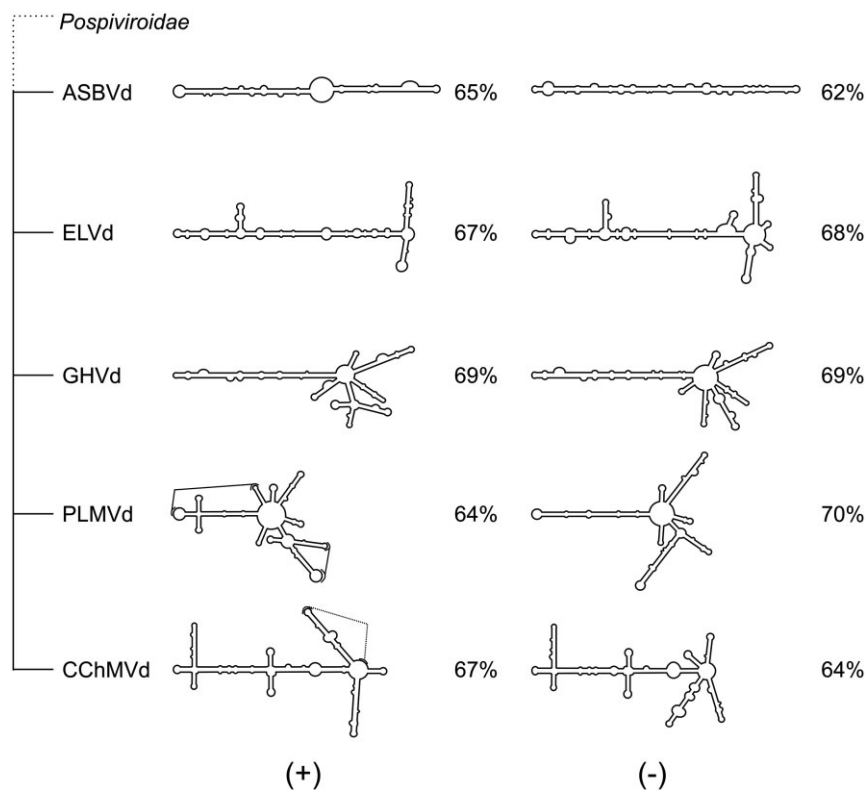 Pospiviroidae
ASBVd 65% 62%
ELVd 67% 68%
GHVd 69% 69%
PLMVd 64% 70%
CChMVd 67% 64%
(+) (-)